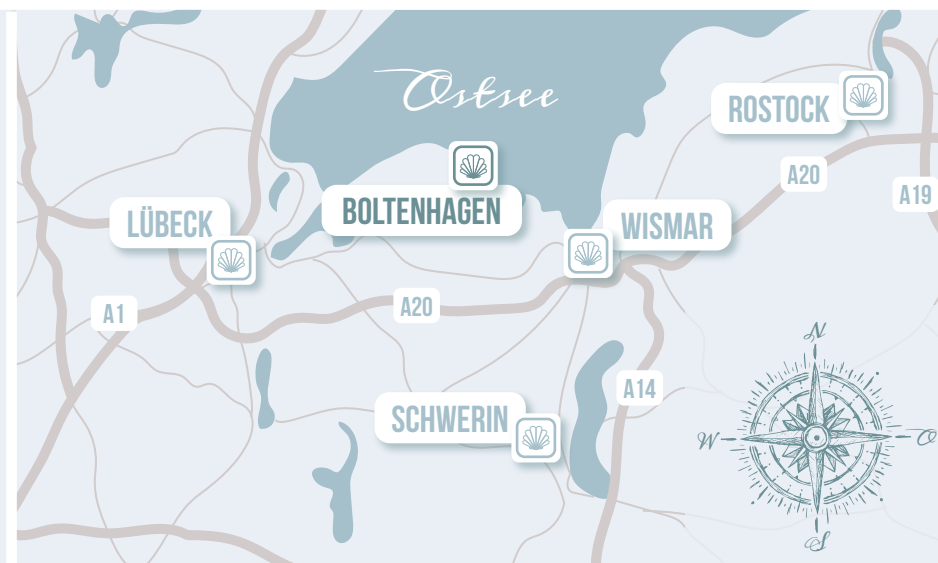 Ostsee
ROSTOCK
A20
A19
BOLTENHAGEN
LÜBECK
WISMAR
A1
A20
N
A14
SCHWERIN
W
O
S